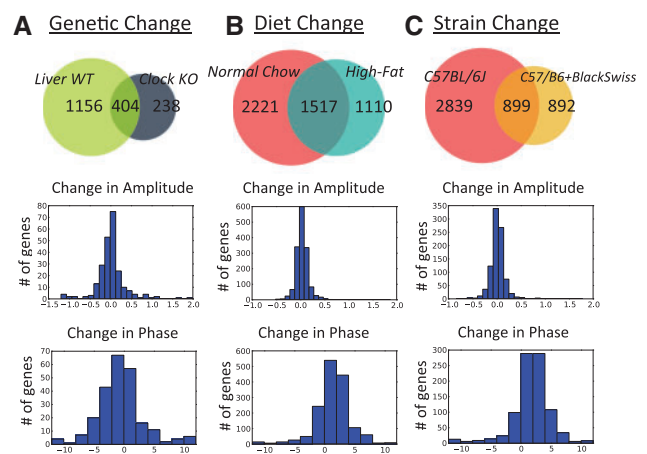 A Genetic Change
B Diet Change
C Strain Change
Liver WT
Clock KO
1156 404 238
Normal Chow
High-Fat
2221 1517 1110
C57BL/6J
C57/B6+BlackSwiss
2839 899 892
Change in Amplitude
# of genes
80
70
60
50
40
30
20
10
0
−1.5 −1.0 −0.5 0.0 0.5 1.0 1.5 2.0
Change in Amplitude
# of genes
600
500
400
300
200
100
0
−1.0 −0.5 0.0 0.5 1.0 1.5 2.0
Change in Amplitude
# of genes
350
300
250
200
150
100
50
0
−1.0 −0.5 0.0 0.5 1.0 1.5 2.0
Change in Phase
# of genes
70
60
50
40
30
20
10
0
−10 −5 0 5 10
Change in Phase
# of genes
600
500
400
300
200
100
0
−10 −5 0 5 10
Change in Phase
# of genes
300
250
200
150
100
50
0
−10 −5 0 5 10